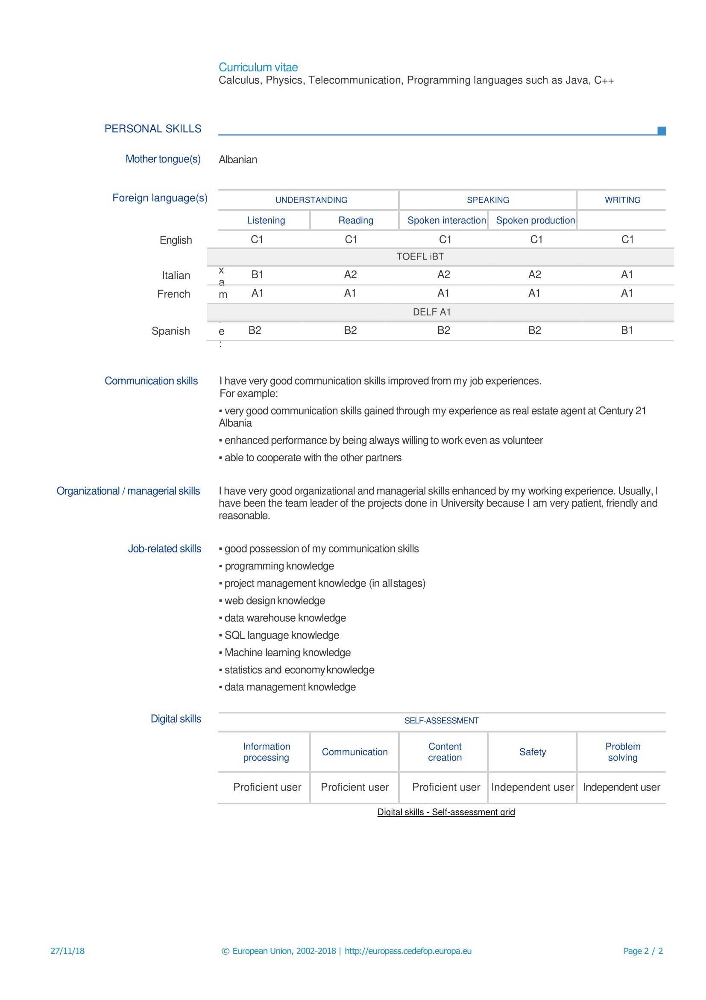 Curriculum vitae
Calculus, Physics, Telecommunication, Programming languages such as Java, C++
PERSONAL SKILLS
Mother tongue(s) Albanian
Foreign language(s) UNDERSTANDING SPEAKING WRITING
Listening Reading Spoken interaction Spoken production
English C1 C1 C1 C1 C1
TOEFL iBT
x
Italian B1 A2 A2 A2 A1
a
French m A1 A1 A1 A1 A1
DELF A1
Spanish e B2 B2 B2 B2 B1
:
Communication skills I have very good communication skills improved from my job experiences.
For example:
▪ very good communication skills gained through my experience as real estate agent at Century 21
Albania
▪ enhanced performance by being always willing to work even as volunteer
▪ able to cooperate with the other partners
Organizational / managerial skills I have very good organizational and managerial skills enhanced by my working experience. Usually, I
have been the team leader of the projects done in University because I am very patient, friendly and
reasonable.
Job-related skills ▪ good possession of my communication skills
▪ programming knowledge
▪ project management knowledge (in all stages)
▪ web design knowledge
▪ data warehouse knowledge
▪ SQL language knowledge
▪ Machine learning knowledge
▪ statistics and economy knowledge
▪ data management knowledge
Digital skills SELF-ASSESSMENT
Information Content Problem
processing Communication creation Safety solving
Proficient user Proficient user Proficient user Independent user Independent user
Digital skills - Self-assessment grid
27/11/18 © European Union, 2002-2018 | http://europass.cedefop.europa.eu Page 2 / 2